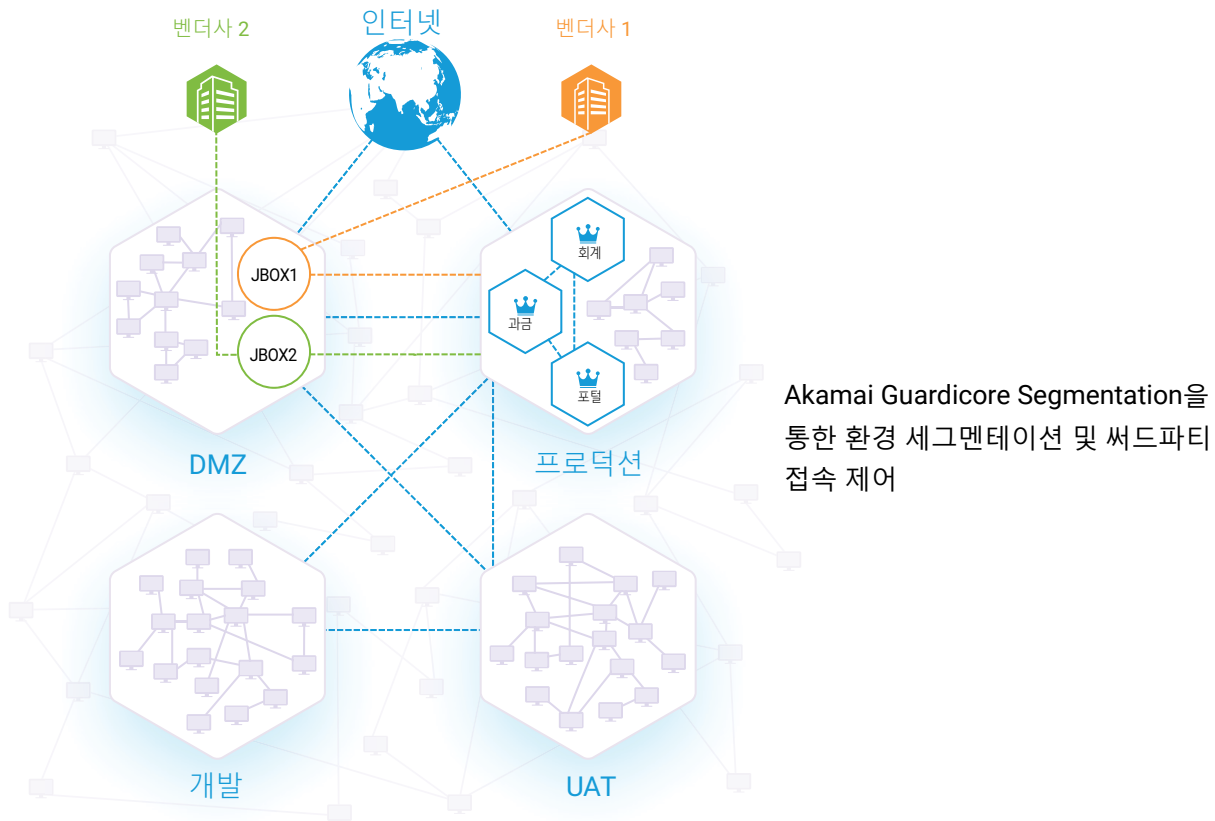 벤더사 2
인터넷
벤더사 1
회계
JBOX1
과금
JBOX2
포털
DMZ
프로덕션
Akamai Guardicore Segmentation을
통한 환경 세그멘테이션 및 써드파티
접속 제어
개발
UAT